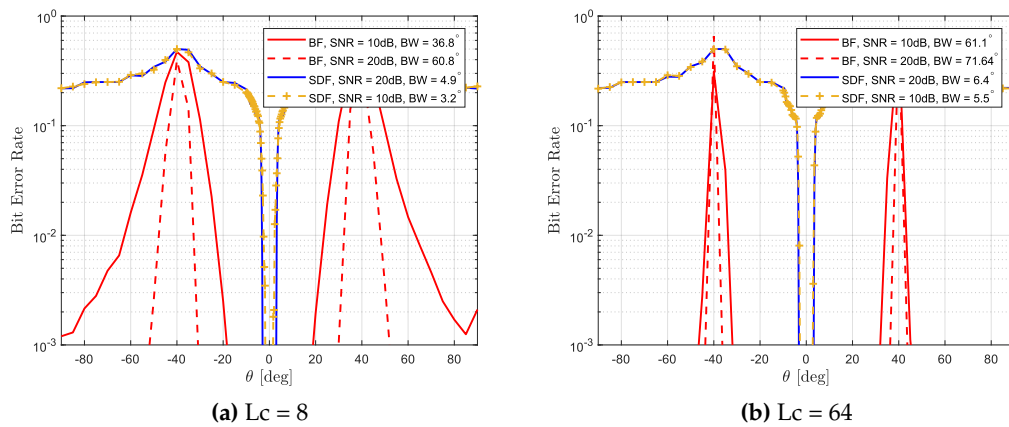 10^0
10^-1
10^-2
10^-3
Bit Error Rate
BF, SNR = 10dB, BW = 36.8°
BF, SNR = 20dB, BW = 60.8°
SDF, SNR = 20dB, BW = 4.9°
SDF, SNR = 10dB, BW = 3.2°
-80 -60 -40 -20 0 20 40 60 80
θ [deg]
(a) Lc = 8
10^0
10^-1
10^-2
10^-3
Bit Error Rate
BF, SNR = 10dB, BW = 61.1°
BF, SNR = 20dB, BW = 71.64°
SDF, SNR = 20dB, BW = 6.4°
SDF, SNR = 10dB, BW = 5.5°
-80 -60 -40 -20 0 20 40 60 80
θ [deg]
(b) Lc = 64